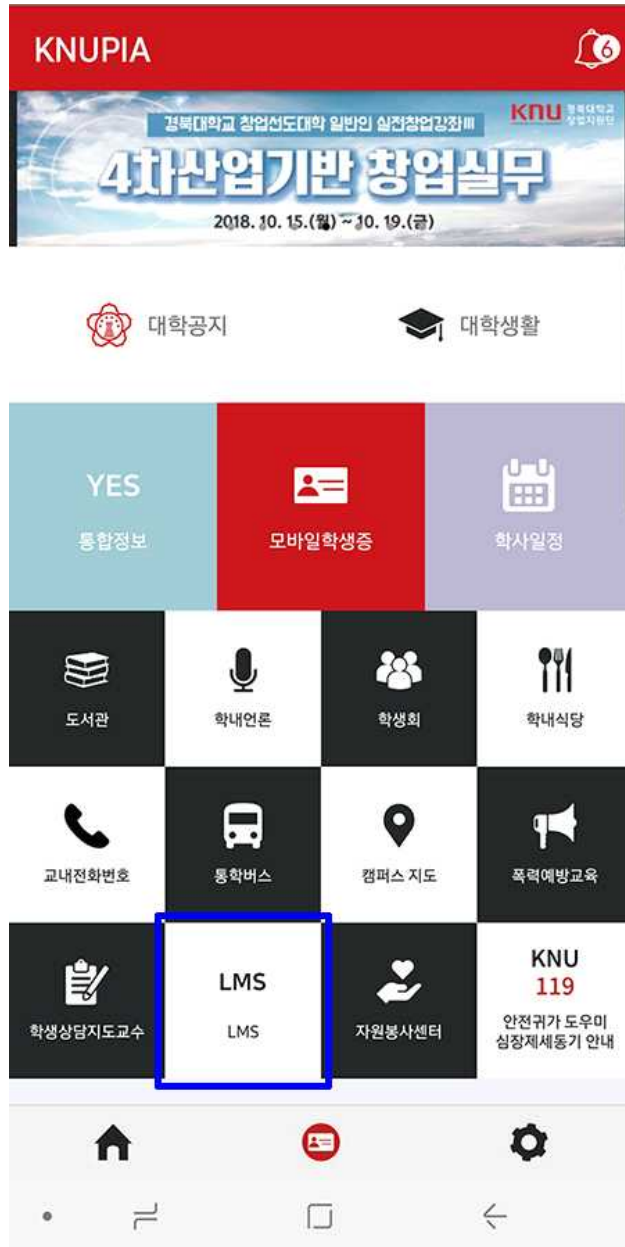 KNUPIA
6
경북대학교 창업선도대학 일반인 실전창업강좌Ⅲ
KNU 경북대학교
창업지원단
4차산업기반 창업실무
2018. 10. 15.(월) ~ 10. 19.(금)
대학공지
대학생활
YES
통합정보
모바일학생증
학사일정
도서관
학내언론
학생회
학내식당
교내전화번호
통학버스
캠퍼스 지도
폭력예방교육
학생상담지도교수
LMS
LMS
자원봉사센터
KNU
119
안전귀가 도우미
심장제세동기 안내